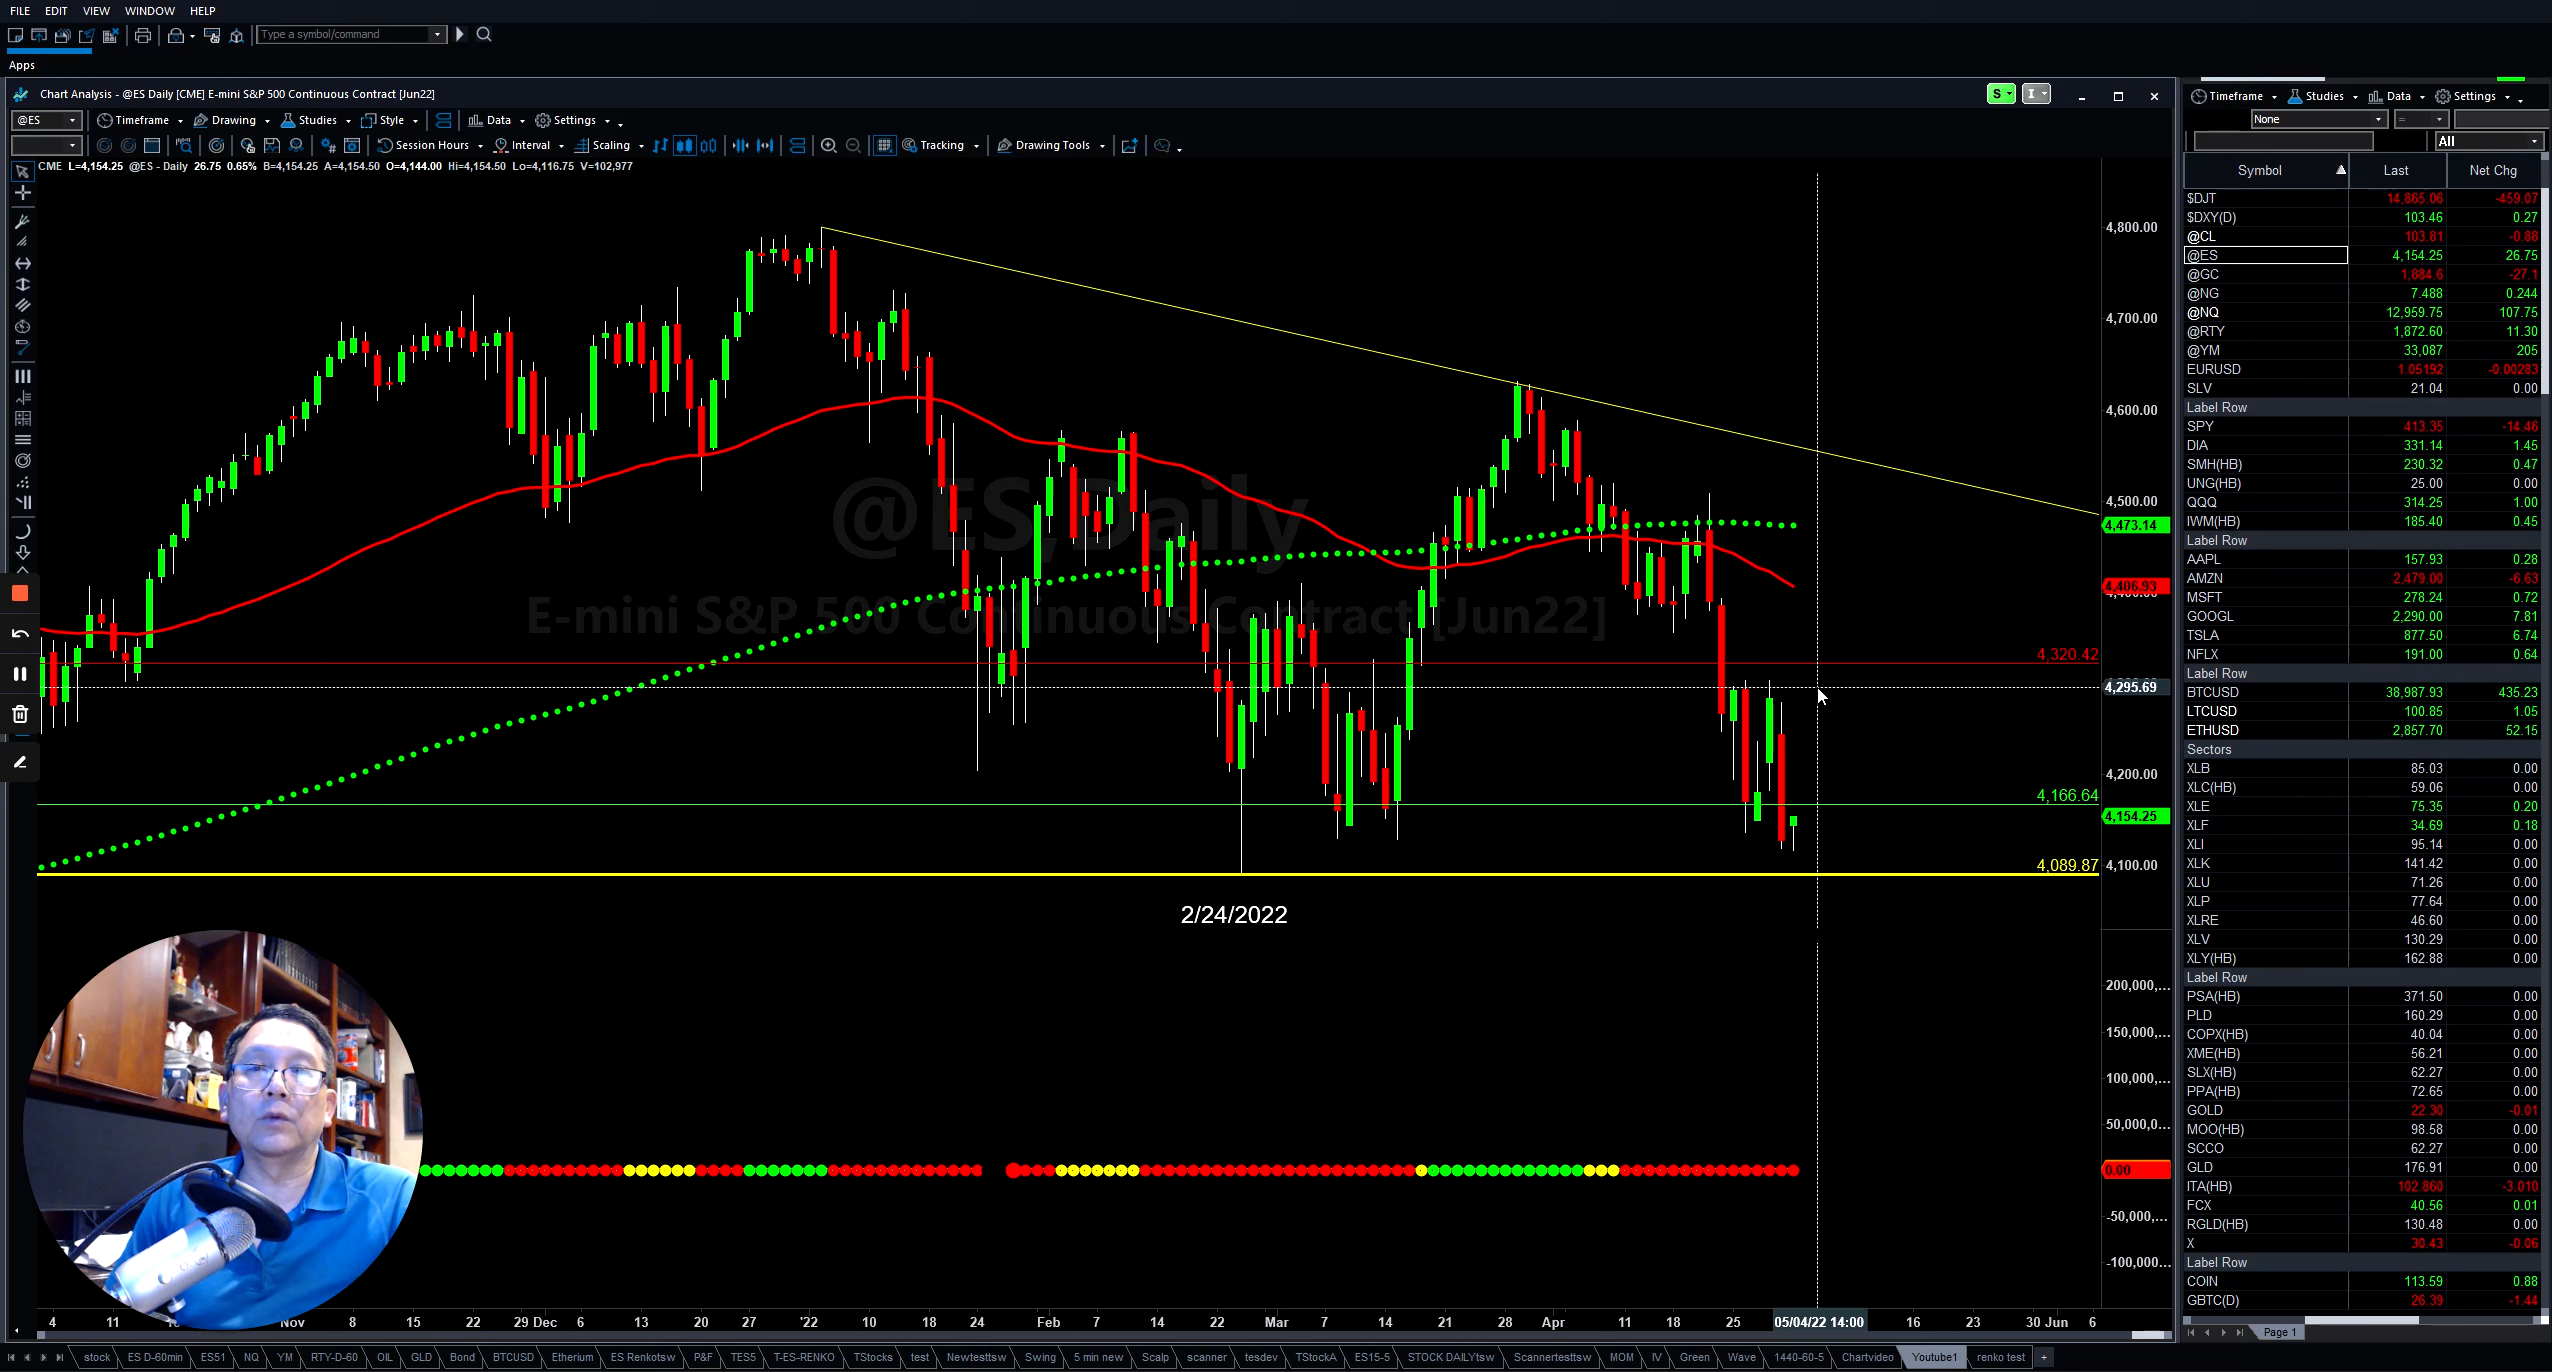 FILE EDIT VIEW WINDOW HELP
Type a symbol/command
Apps
Chart Analysis - @ES Daily [CME] E-mini S&P 500 Continuous Contract [Jun22]
S I
@ES Timeframe Drawing Studies Style Data Settings
Session Hours Interval Scaling Tracking Drawing Tools
CME L=4,154.25 @ES - Daily 26.75 0.65% B=4,154.25 A=4,154.50 O=4,144.00 Hi=4,154.50 Lo=4,116.75 V=102,977
@ES,Daily
E-mini S&P 500 Continuous Contract [Jun22]
4,800.00
4,700.00
4,600.00
4,500.00
4,473.14
4,406.93
4,320.42
4,295.69
4,200.00
4,166.64
4,154.25
4,089.87
4,100.00
2/24/2022
200,000,...
150,000,...
100,000,...
50,000,0...
0.00
-50,000,...
-100,000,...
4 11 Nov 8 15 22 29 Dec 6 13 20 27 '22 10 18 24 Feb 7 14 22 Mar 7 14 21 28 Apr 11 18 25 05/04/22 14:00 16 23 30 Jun 6
stock ES D-60min ES51 NQ YM RTY-D-60 OIL GLD Bond BTCUSD Etherium ES Renkotsw P&F TES5 T-ES-RENKO TStocks test Newtesttsw Swing 5 min new Scalp scanner tesdev TStockA ES15-5 STOCK DAILYtsw Scannertesttsw MOM IV Green Wave 1440-60-5 Chartvideo Youtube1 renko test +
Timeframe Studies Data Settings
None =
All
Symbol Last Net Chg
$DJT 14,865.06 -459.07
$DXY(D) 103.46 0.27
@CL 103.81 -0.88
@ES 4,154.25 26.75
@GC 1,884.6 -27.1
@NG 7.488 0.244
@NQ 12,959.75 107.75
@RTY 1,872.60 11.30
@YM 33,087 205
EURUSD 1.05192 -0.00283
SLV 21.04 0.00
Label Row
SPY 413.35 -14.46
DIA 331.14 1.45
SMH(HB) 230.32 0.47
UNG(HB) 25.00 0.00
QQQ 314.25 1.00
IWM(HB) 185.40 0.45
Label Row
AAPL 157.93 0.28
AMZN 2,479.00 -6.63
MSFT 278.24 0.72
GOOGL 2,290.00 7.81
TSLA 877.50 6.74
NFLX 191.00 0.64
Label Row
BTCUSD 38,987.93 435.23
LTCUSD 100.85 1.05
ETHUSD 2,857.70 52.15
Sectors
XLB 85.03 0.00
XLC(HB) 59.06 0.00
XLE 75.35 0.20
XLF 34.69 0.18
XLI 95.14 0.00
XLK 141.42 0.00
XLU 71.26 0.00
XLP 77.64 0.00
XLRE 46.60 0.00
XLV 130.29 0.00
XLY(HB) 162.88 0.00
Label Row
PSA(HB) 371.50 0.00
PLD 160.29 0.00
COPX(HB) 40.04 0.00
XME(HB) 56.21 0.00
SLX(HB) 62.27 0.00
PPA(HB) 72.65 0.00
GOLD 22.30 -0.01
MOO(HB) 98.58 0.00
SCCO 62.27 0.00
GLD 176.91 0.00
ITA(HB) 102.860 -3.010
FCX 40.56 0.01
RGLD(HB) 130.48 0.00
X 30.43 -0.06
Label Row
COIN 113.59 0.88
GBTC(D) 26.39 -1.44
Page 1